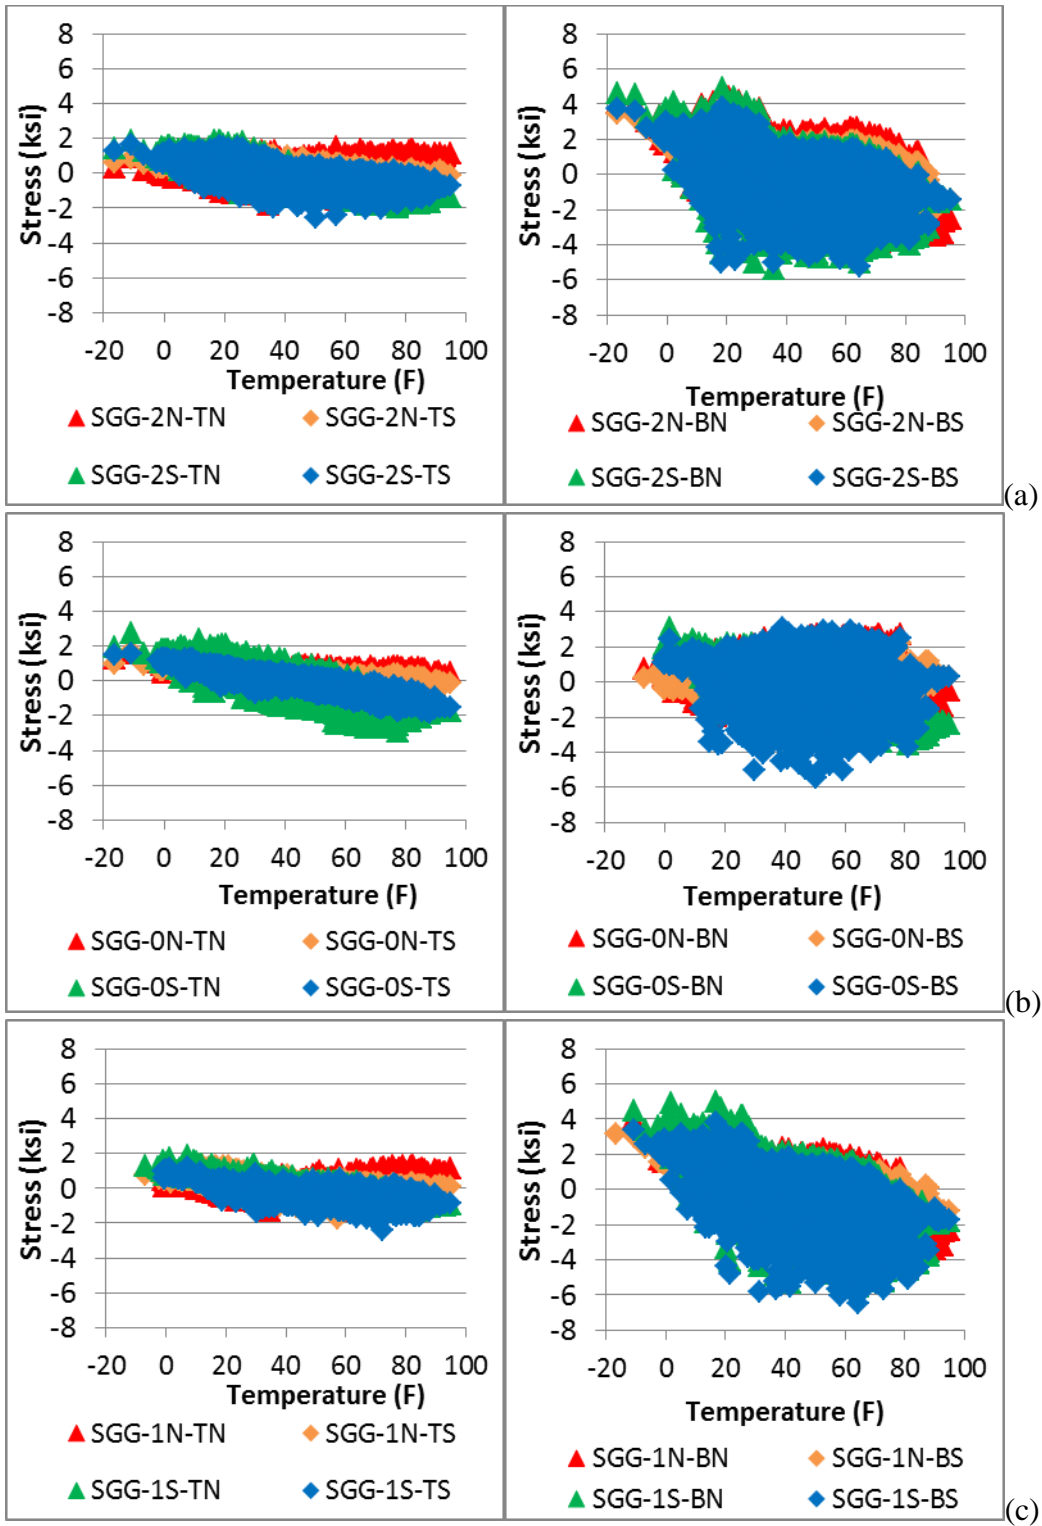 8
6
4
2
0
-2
-4
-6
-8
Stress (ksi)
-20 0 20 40 60 80 100
Temperature (F)
SGG-2N-TN SGG-2N-TS
SGG-2S-TN SGG-2S-TS
8
6
4
2
0
-2
-4
-6
-8
Stress (ksi)
-20 0 20 40 60 80 100
Temperature (F)
SGG-2N-BN SGG-2N-BS
SGG-2S-BN SGG-2S-BS
(a)
8
6
4
2
0
-2
-4
-6
-8
Stress (ksi)
-20 0 20 40 60 80 100
Temperature (F)
SGG-0N-TN SGG-0N-TS
SGG-0S-TN SGG-0S-TS
8
6
4
2
0
-2
-4
-6
-8
Stress (ksi)
-20 0 20 40 60 80 100
Temperature (F)
SGG-0N-BN SGG-0N-BS
SGG-0S-BN SGG-0S-BS
(b)
8
6
4
2
0
-2
-4
-6
-8
Stress (ksi)
-20 0 20 40 60 80 100
Temperature (F)
SGG-1N-TN SGG-1N-TS
SGG-1S-TN SGG-1S-TS
8
6
4
2
0
-2
-4
-6
-8
Stress (ksi)
-20 0 20 40 60 80 100
Temperature (F)
SGG-1N-BN SGG-1N-BS
SGG-1S-BN SGG-1S-BS
(c)